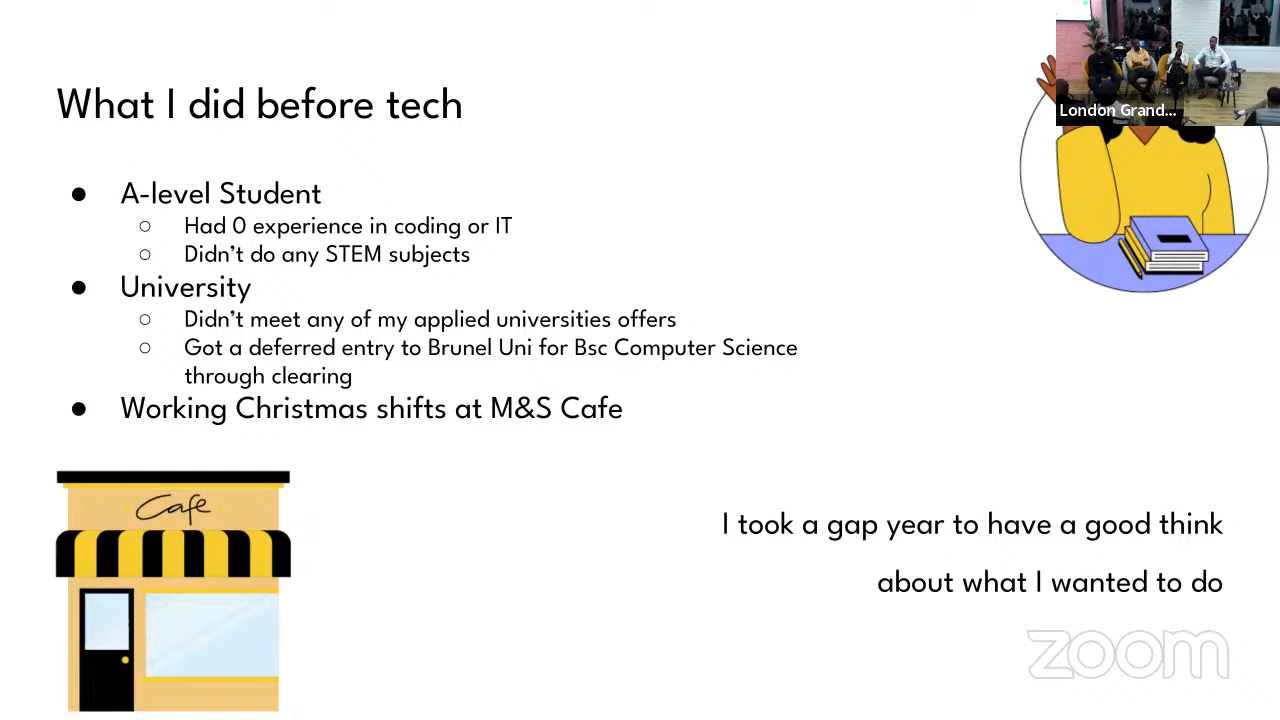 London Grand...
What I did before tech
● A-level Student
○ Had 0 experience in coding or IT
○ Didn't do any STEM subjects
● University
○ Didn't meet any of my applied universities offers
○ Got a deferred entry to Brunel Uni for Bsc Computer Science
through clearing
● Working Christmas shifts at M&S Cafe
Cafe
I took a gap year to have a good think
about what I wanted to do
zoom